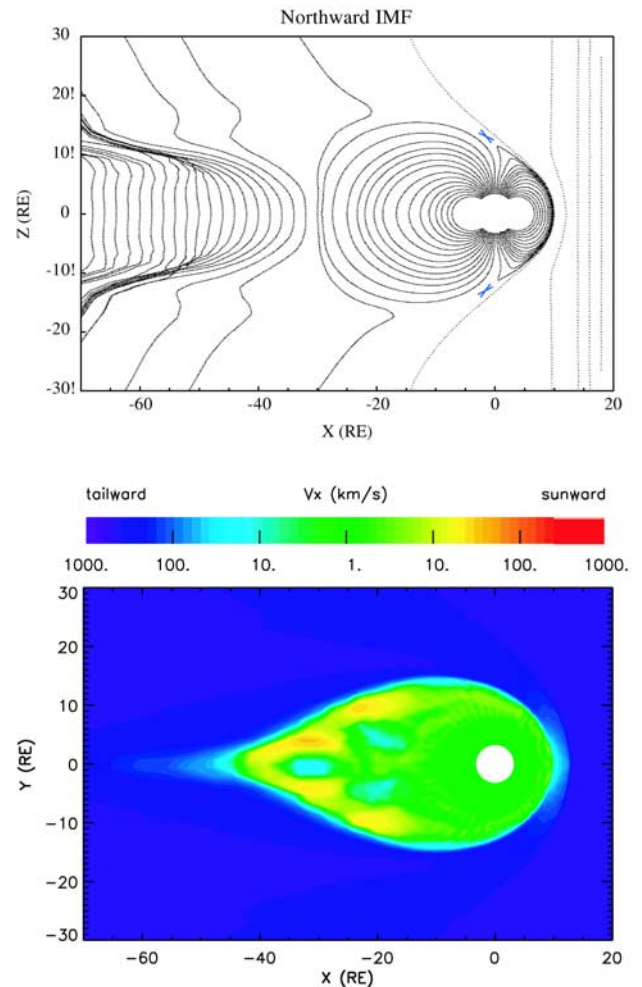 Northward IMF
30
20
10!
0
-10!
-20
-30!
Z (RE)
-60 -40 -20 0 20
X (RE)
tailward Vx (km/s) sunward
1000. 100. 10. 1. 10. 100. 1000.
30
20
10
0
-10
-20
-30
Y (RE)
-60 -40 -20 0 20
X (RE)